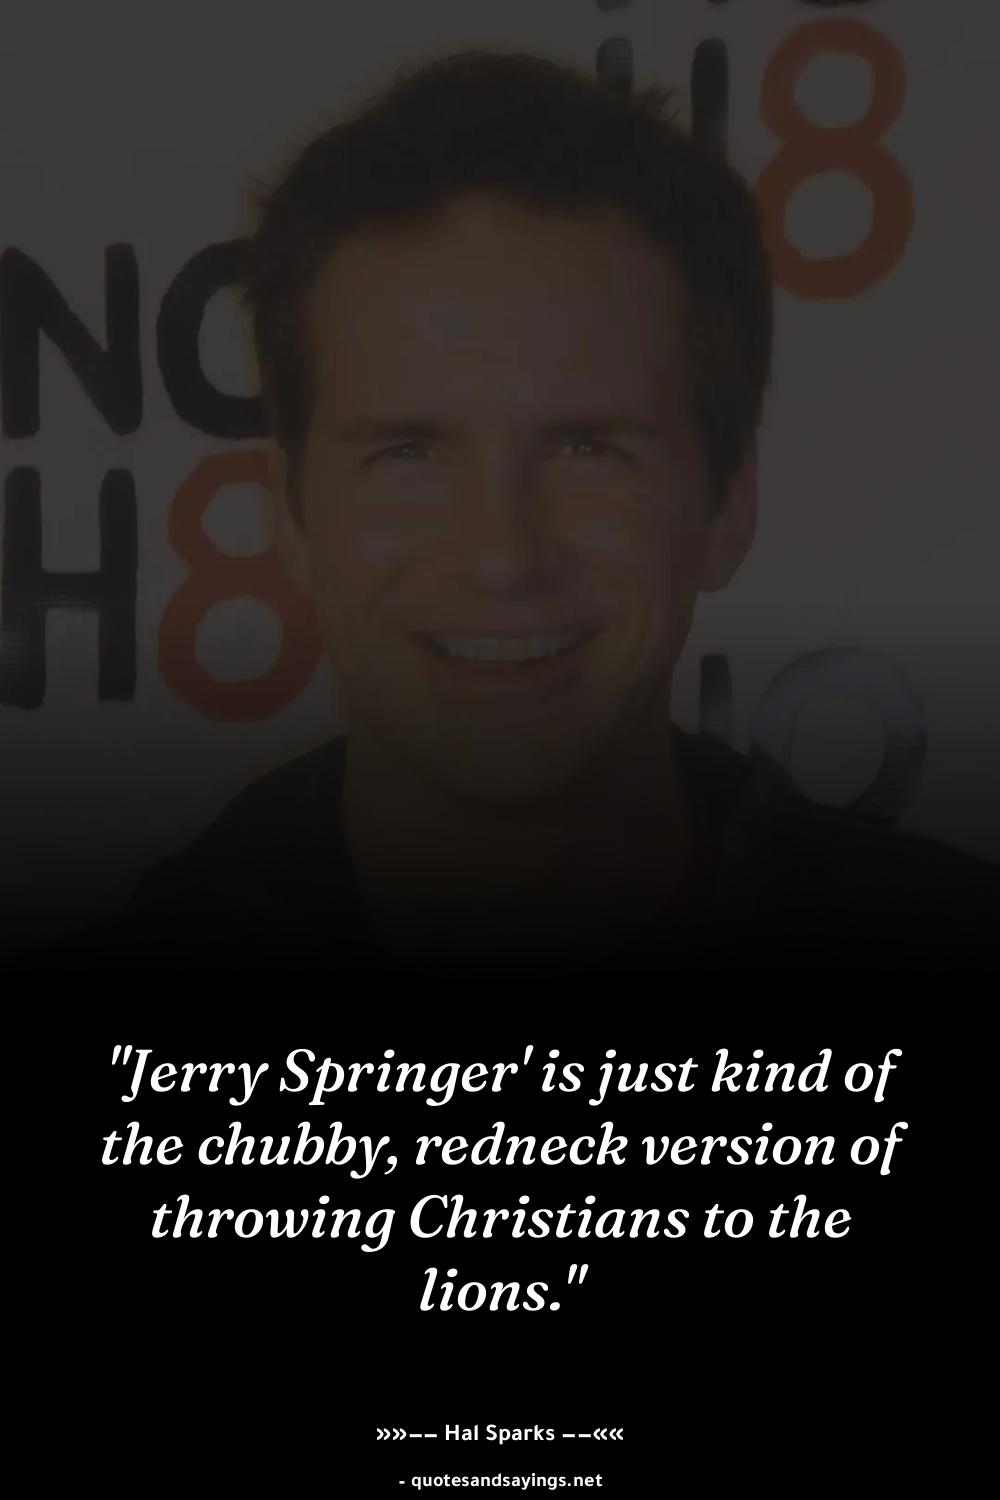 H8
NO
H8
NO
"Jerry Springer' is just kind of
the chubby, redneck version of
throwing Christians to the
lions."
»»–– Hal Sparks ––««
- quotesandsayings.net